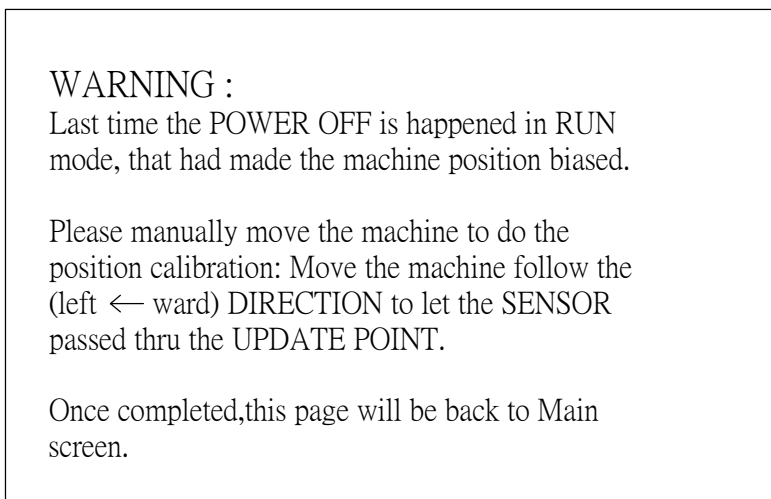 WARNING :
Last time the POWER OFF is happened in RUN
mode, that had made the machine position biased.
Please manually move the machine to do the
position calibration: Move the machine follow the
(left ← ward) DIRECTION to let the SENSOR
passed thru the UPDATE POINT.
Once completed,this page will be back to Main
screen.